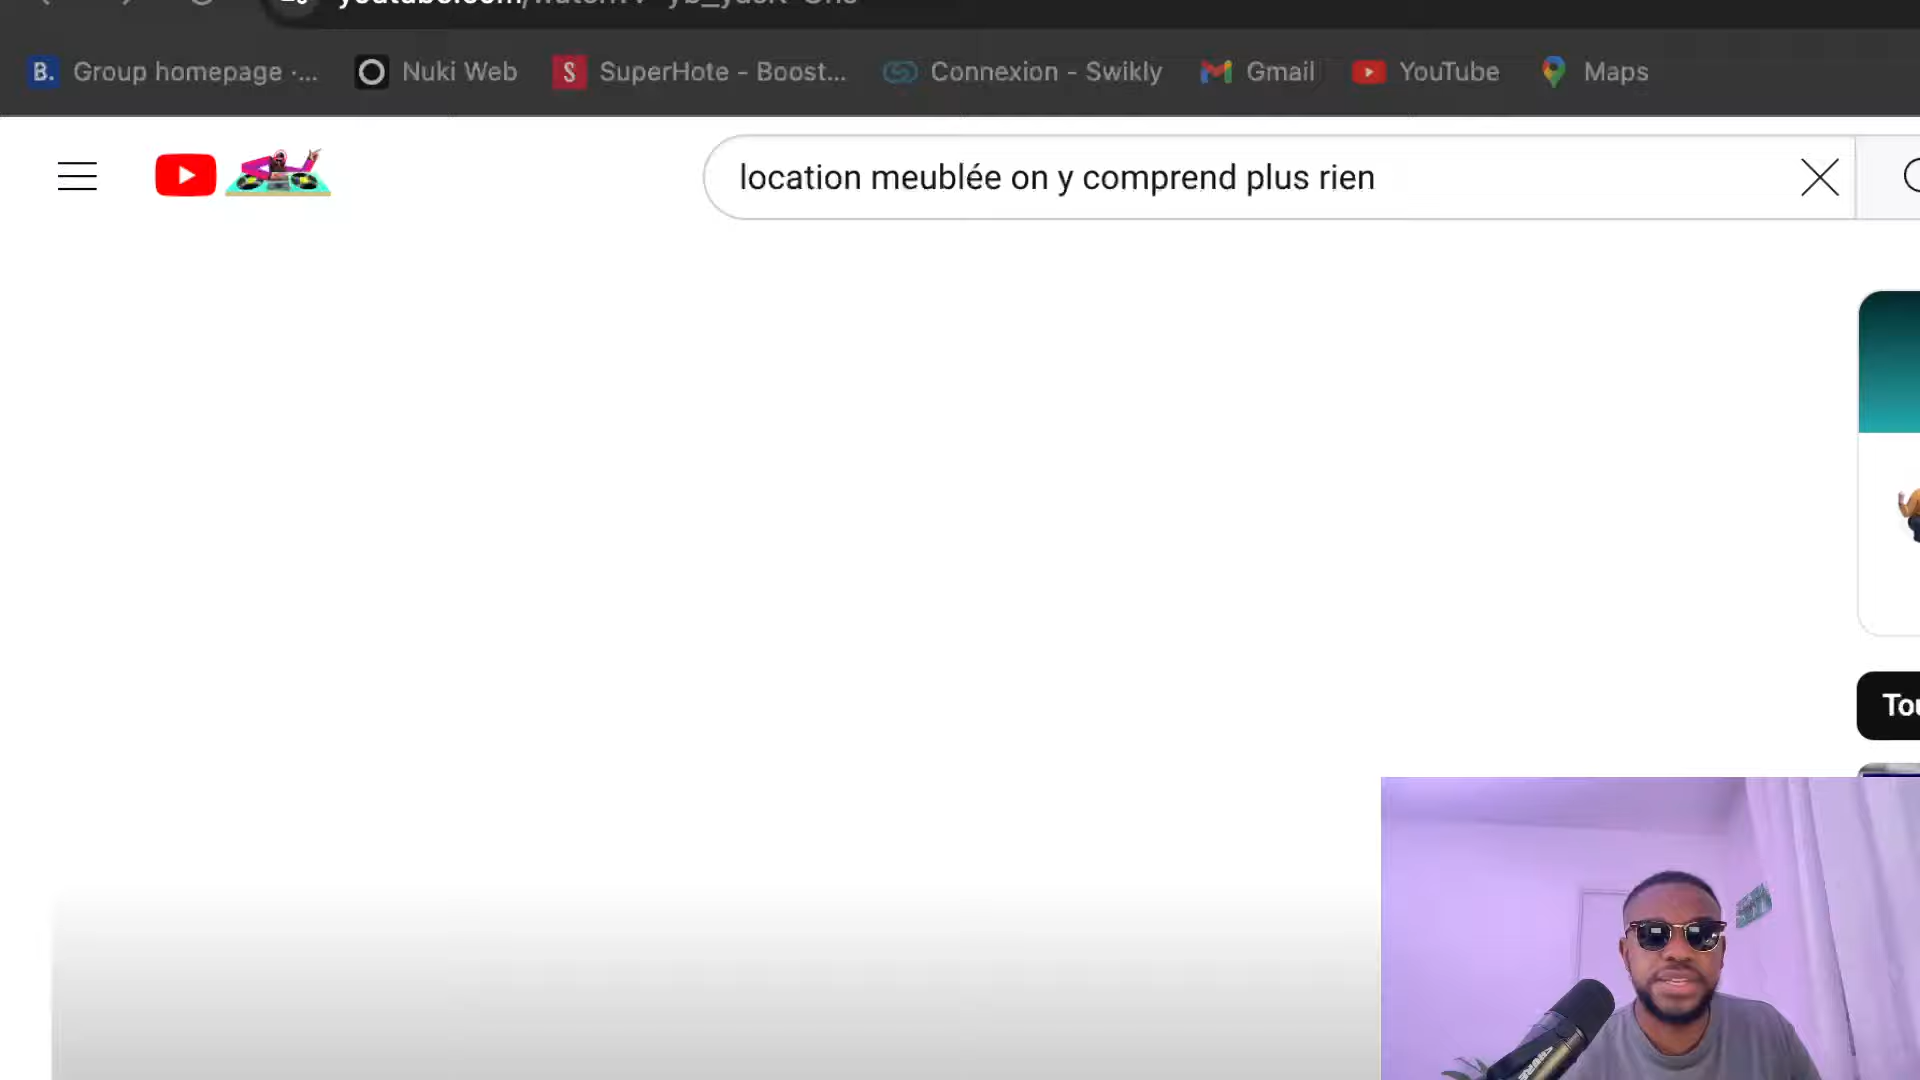 B. Group homepage -... Nuki Web S SuperHote - Boost... Connexion - Swikly Gmail YouTube Maps
location meublée on y comprend plus rien